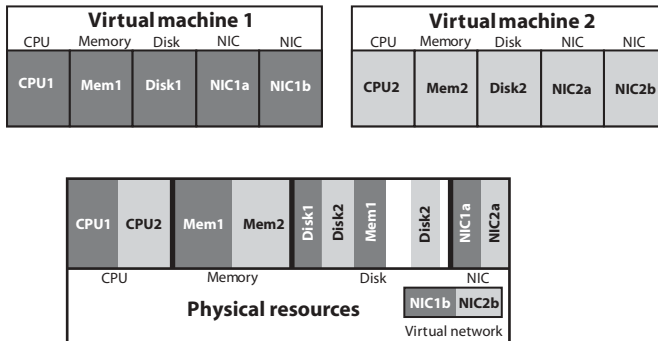 Virtual machine 1 Virtual machine 2
CPU Memory Disk NIC NIC CPU Memory Disk NIC NIC
CPU1 Mem1 Disk1 NIC1a NIC1b CPU2 Mem2 Disk2 NIC2a NIC2b
CPU1 CPU2 Mem1 Mem2 Disk1 Disk2 Mem1 Disk2 NIC1a NIC2a
CPU Memory Disk NIC
Physical resources NIC1b NIC2b
Virtual network